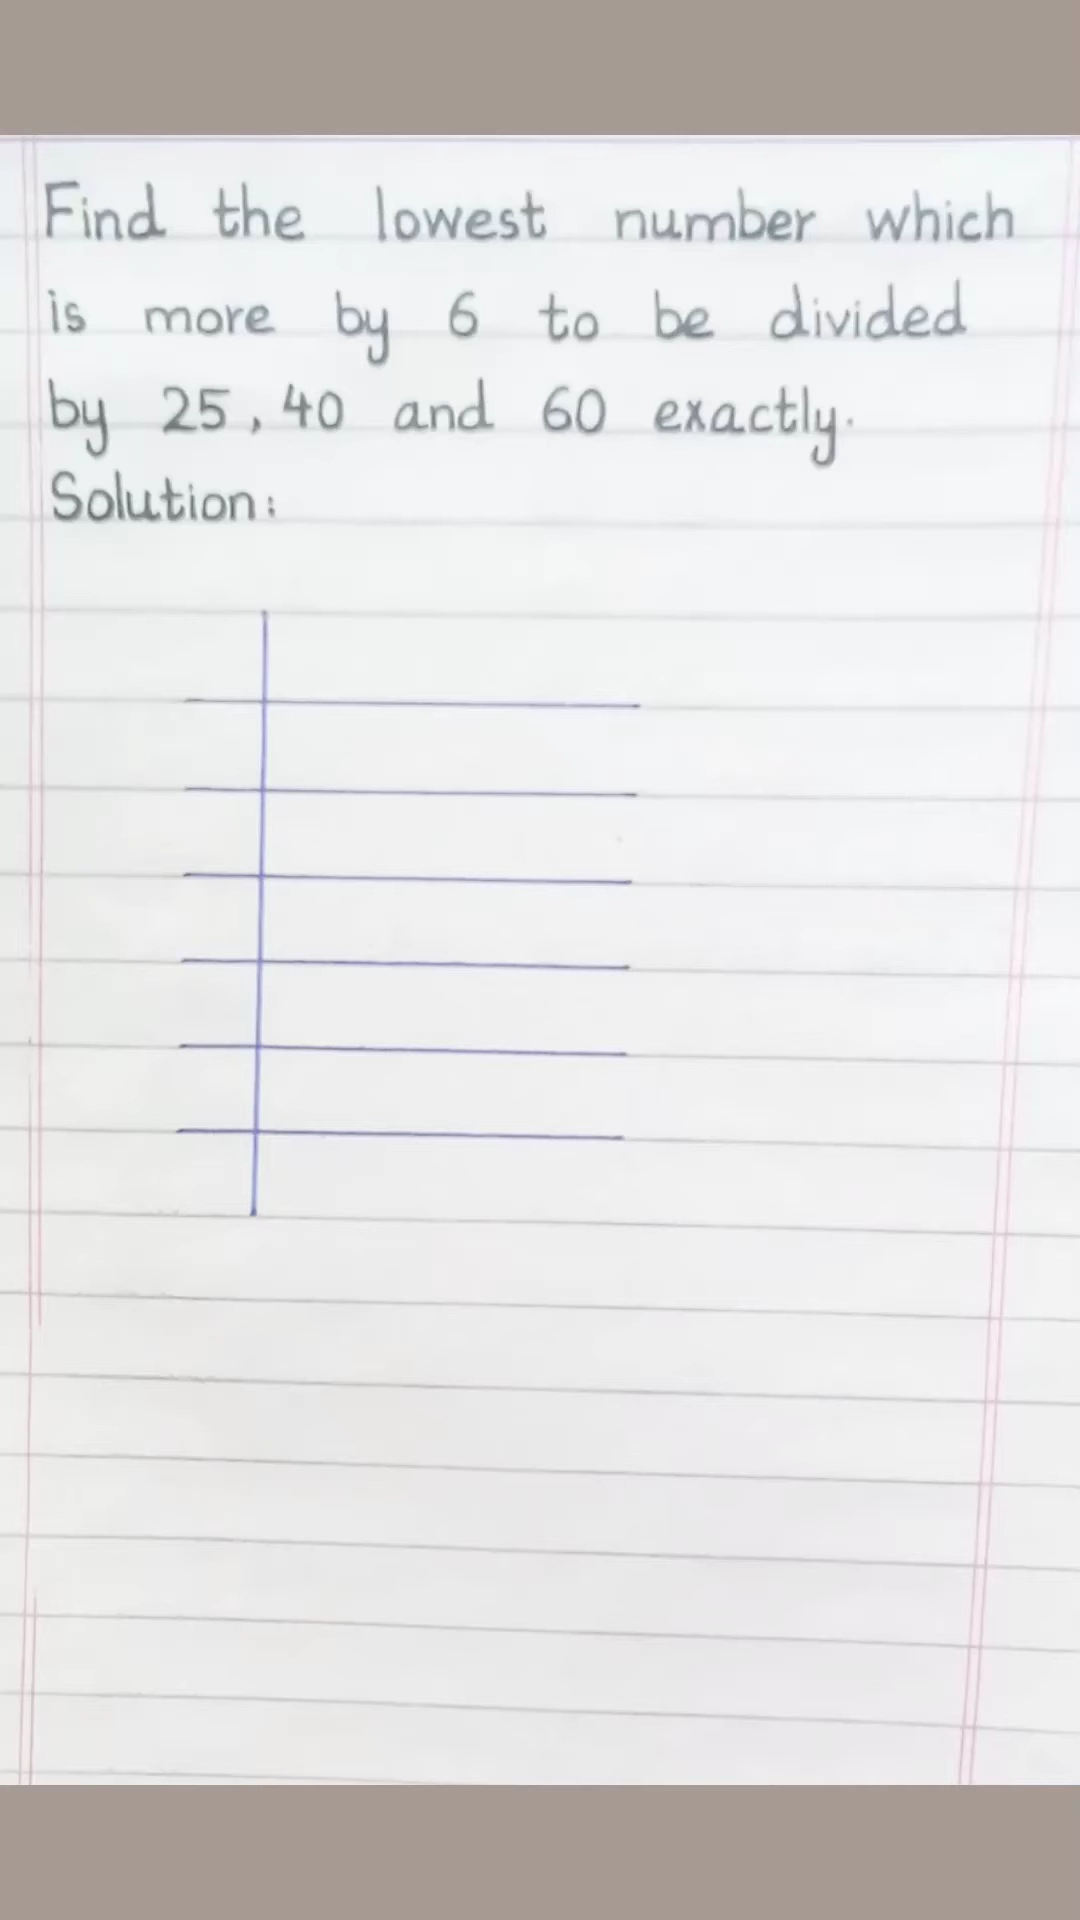 Find the lowest number which
is more by 6 to be divided
by 25, 40 and 60 exactly.
Solution: